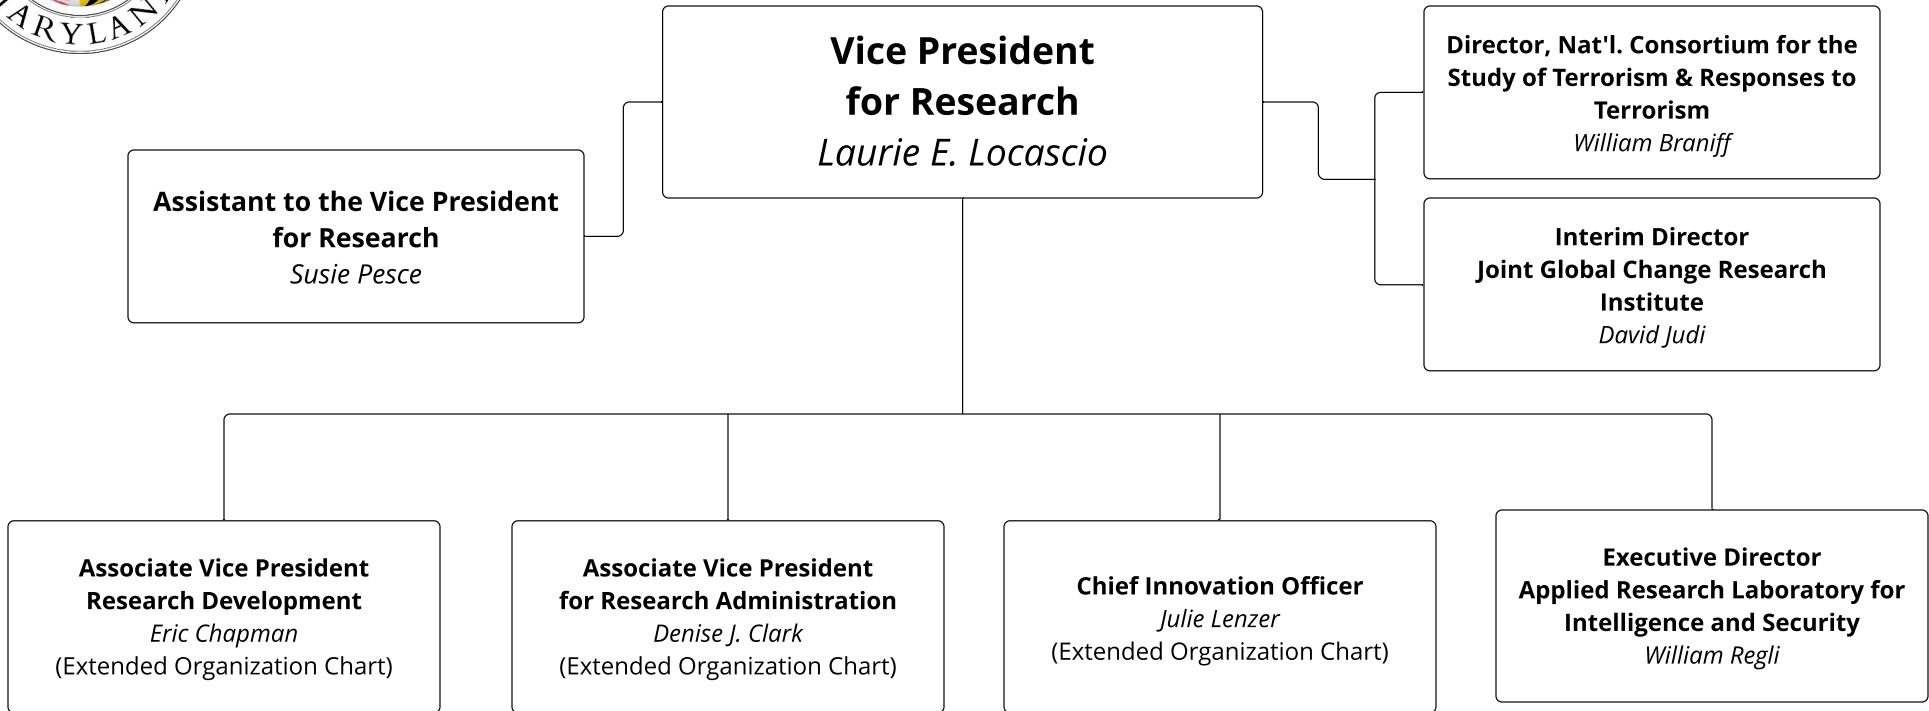 MARYLAND
Vice President
for Research
Laurie E. Locascio
Director, Nat'l. Consortium for the
Study of Terrorism & Responses to
Terrorism
William Braniff
Assistant to the Vice President
for Research
Susie Pesce
Interim Director
Joint Global Change Research
Institute
David Judi
Associate Vice President
Research Development
Eric Chapman
(Extended Organization Chart)
Associate Vice President
for Research Administration
Denise J. Clark
(Extended Organization Chart)
Chief Innovation Officer
Julie Lenzer
(Extended Organization Chart)
Executive Director
Applied Research Laboratory for
Intelligence and Security
William Regli